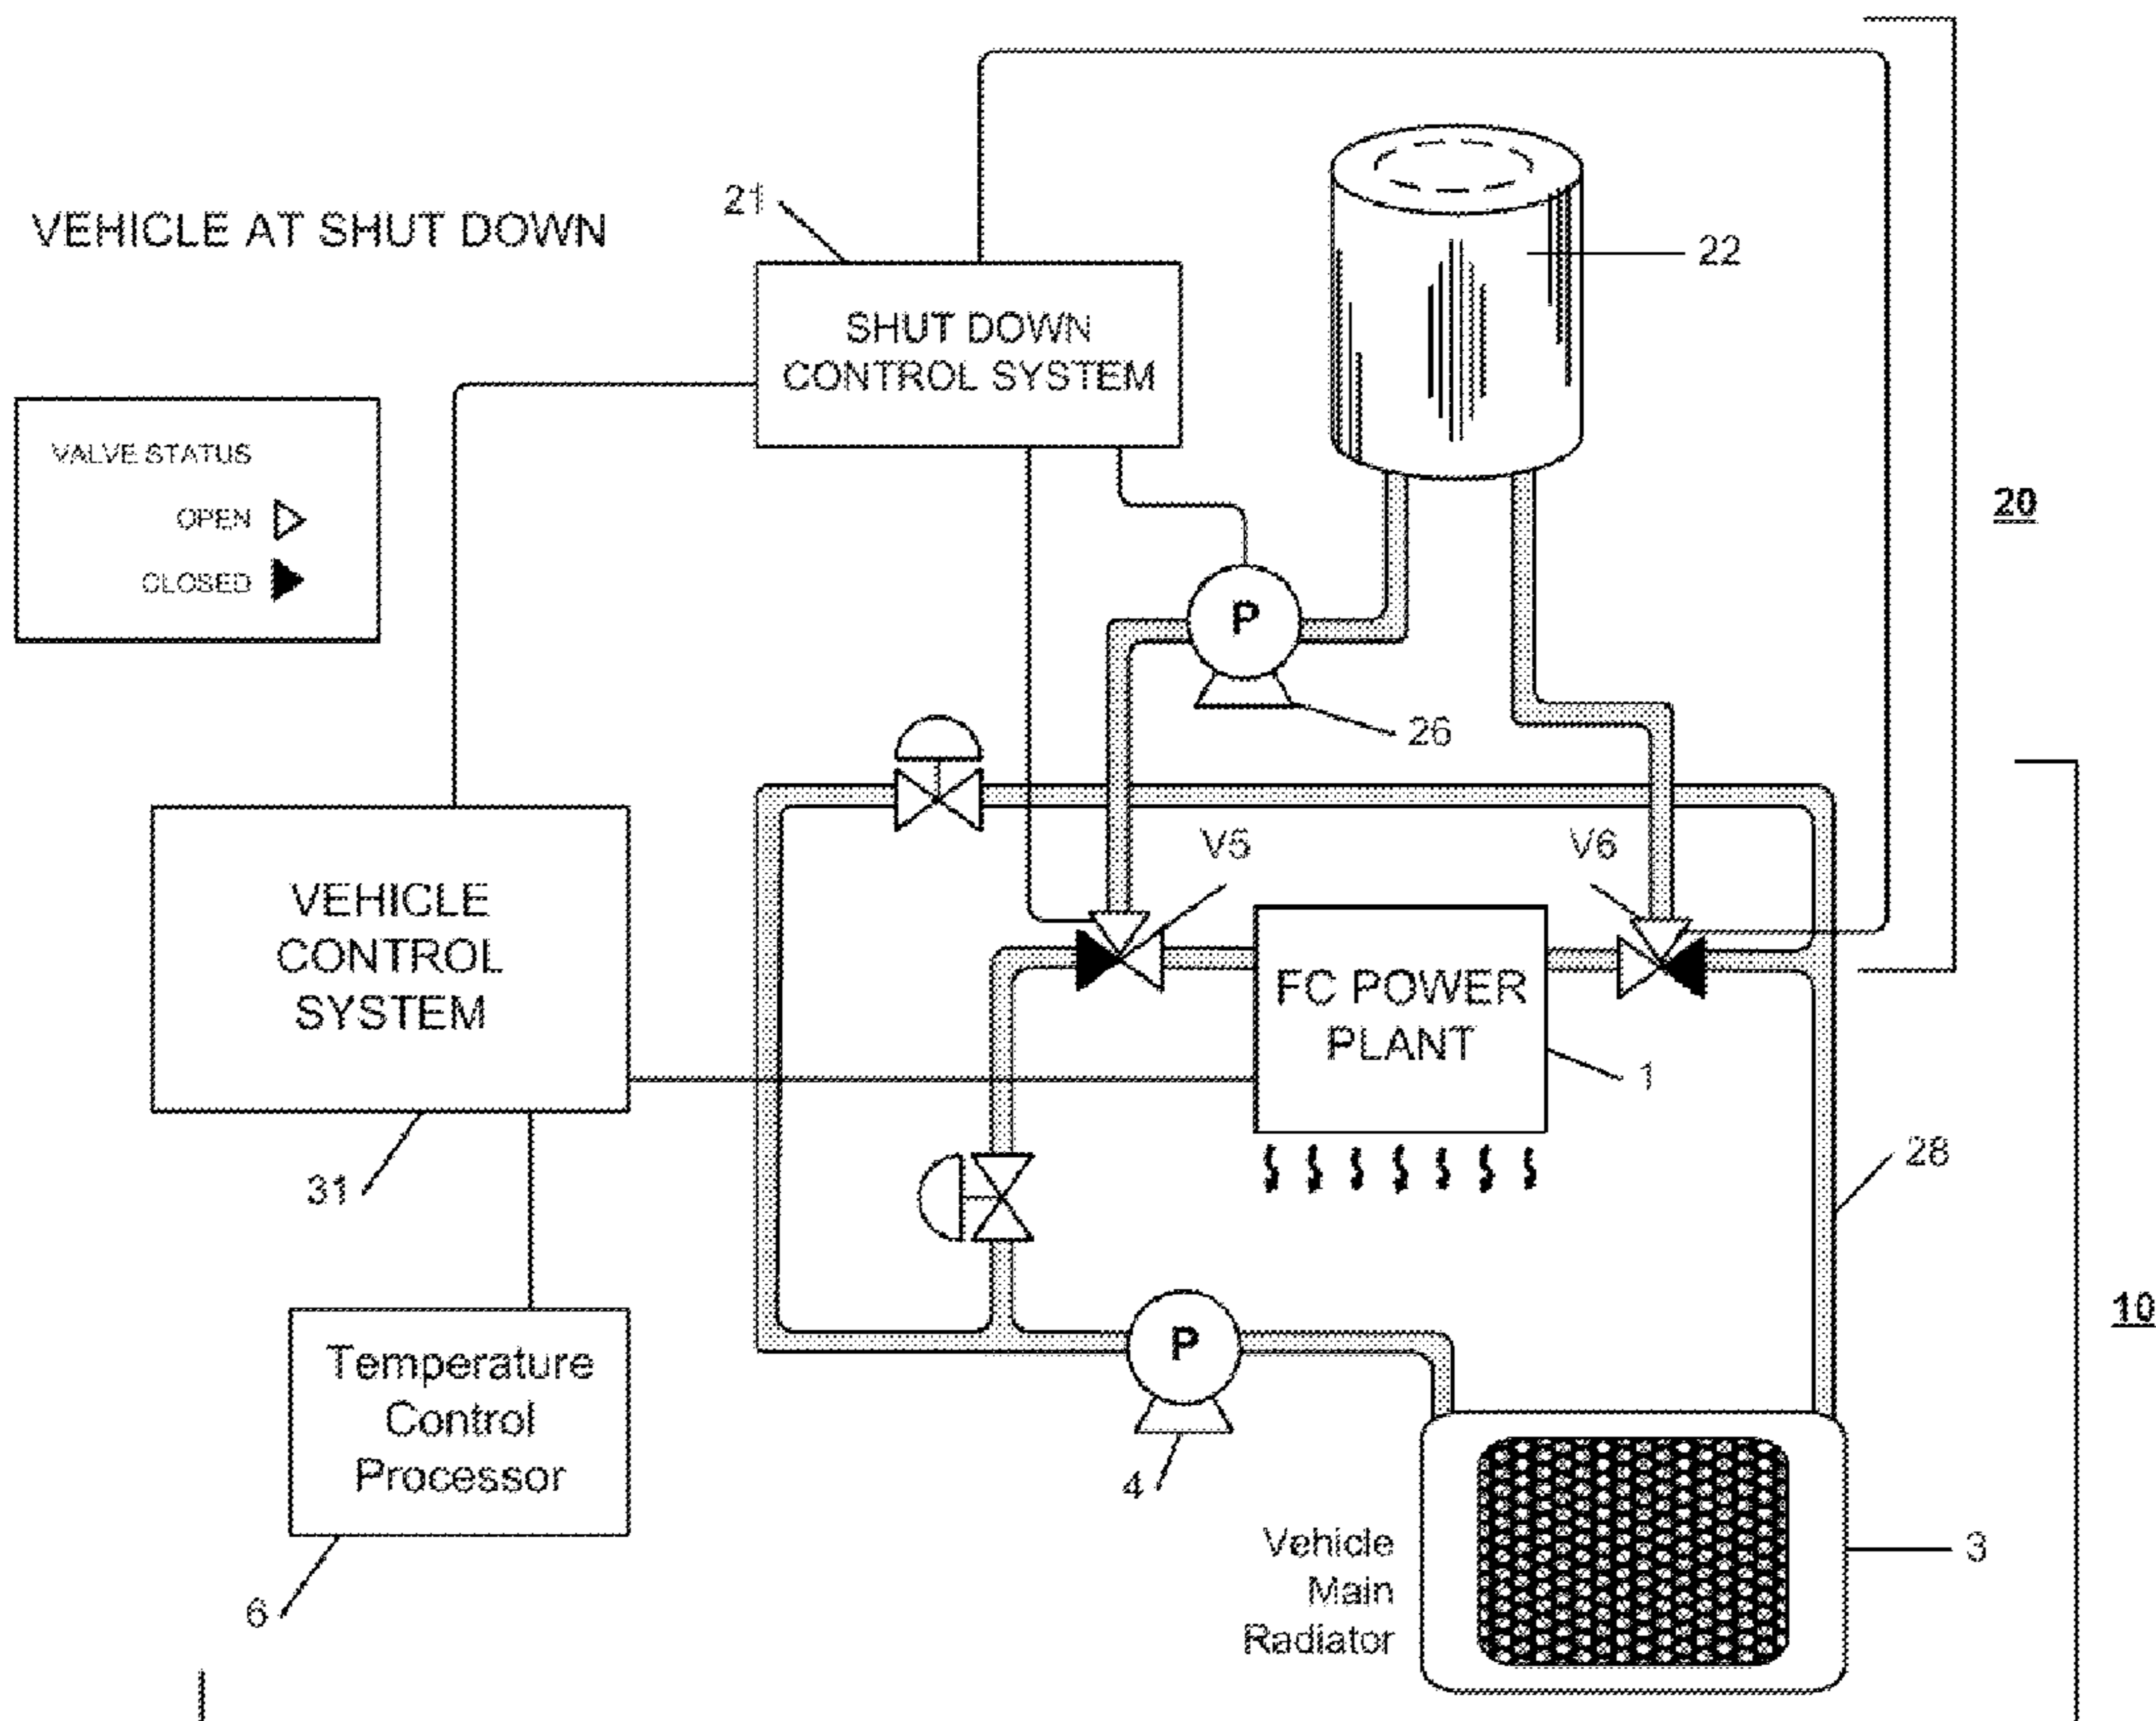 21
VEHICLE AT SHUT DOWN
22
SHUT DOWN
CONTROL SYSTEM
VALVE STATUS
OPEN
CLOSED
20
P
26
V5
V6
VEHICLE
CONTROL
SYSTEM
FC POWER
PLANT
1
28
31
10
P
Temperature
Control
Processor
4
Vehicle
Main
Radiator
3
6